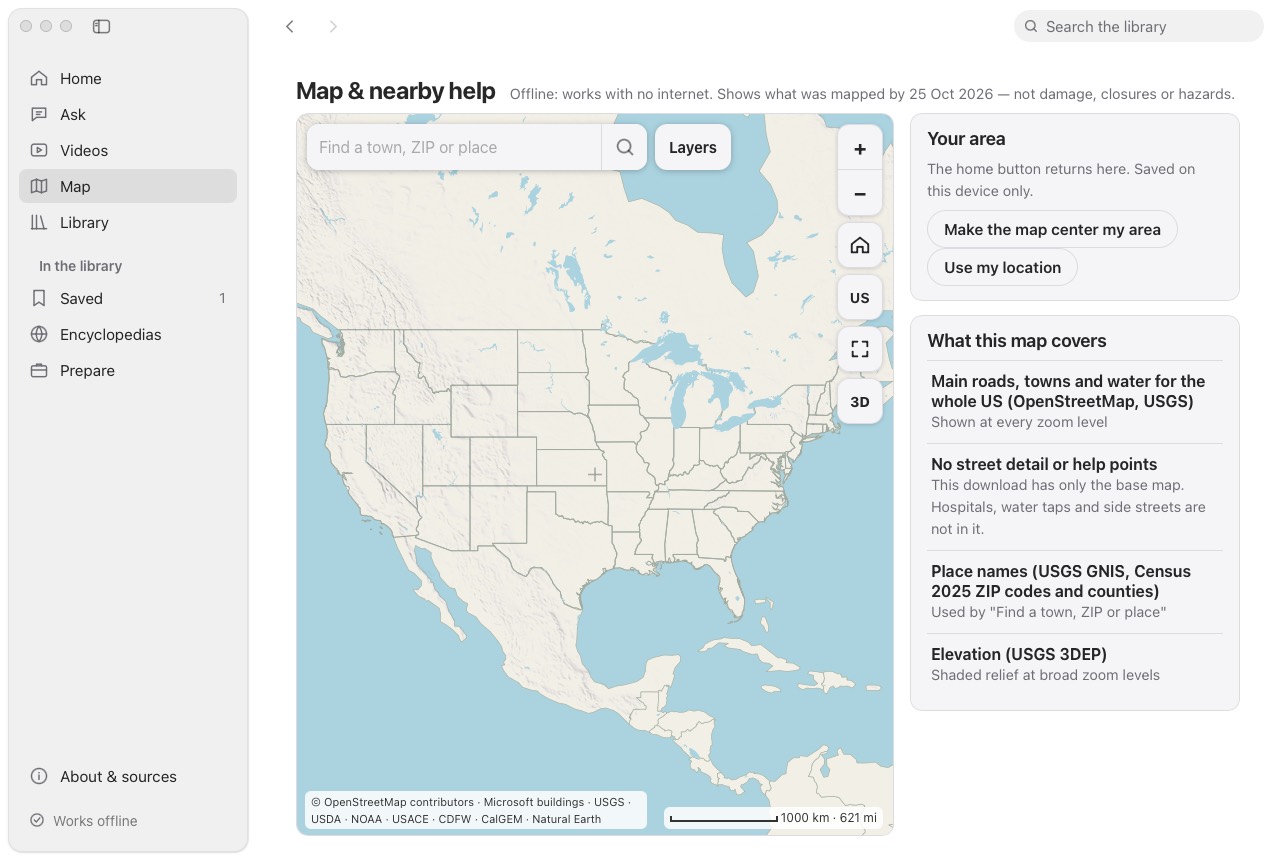 Search the library
Home
Ask
Videos
Map
Library
In the library
Saved 1
Encyclopedias
Prepare
About & sources
Works offline
Map & nearby help
Offline: works with no internet. Shows what was mapped by 25 Oct 2026 — not damage, closures or hazards.
Find a town, ZIP or place
Layers
+
−
US
3D
© OpenStreetMap contributors · Microsoft buildings · USGS ·
USDA · NOAA · USACE · CDFW · CalGEM · Natural Earth
1000 km · 621 mi
Your area
The home button returns here. Saved on
this device only.
Make the map center my area
Use my location
What this map covers
Main roads, towns and water for the
whole US (OpenStreetMap, USGS)
Shown at every zoom level
No street detail or help points
This download has only the base map.
Hospitals, water taps and side streets are
not in it.
Place names (USGS GNIS, Census
2025 ZIP codes and counties)
Used by "Find a town, ZIP or place"
Elevation (USGS 3DEP)
Shaded relief at broad zoom levels